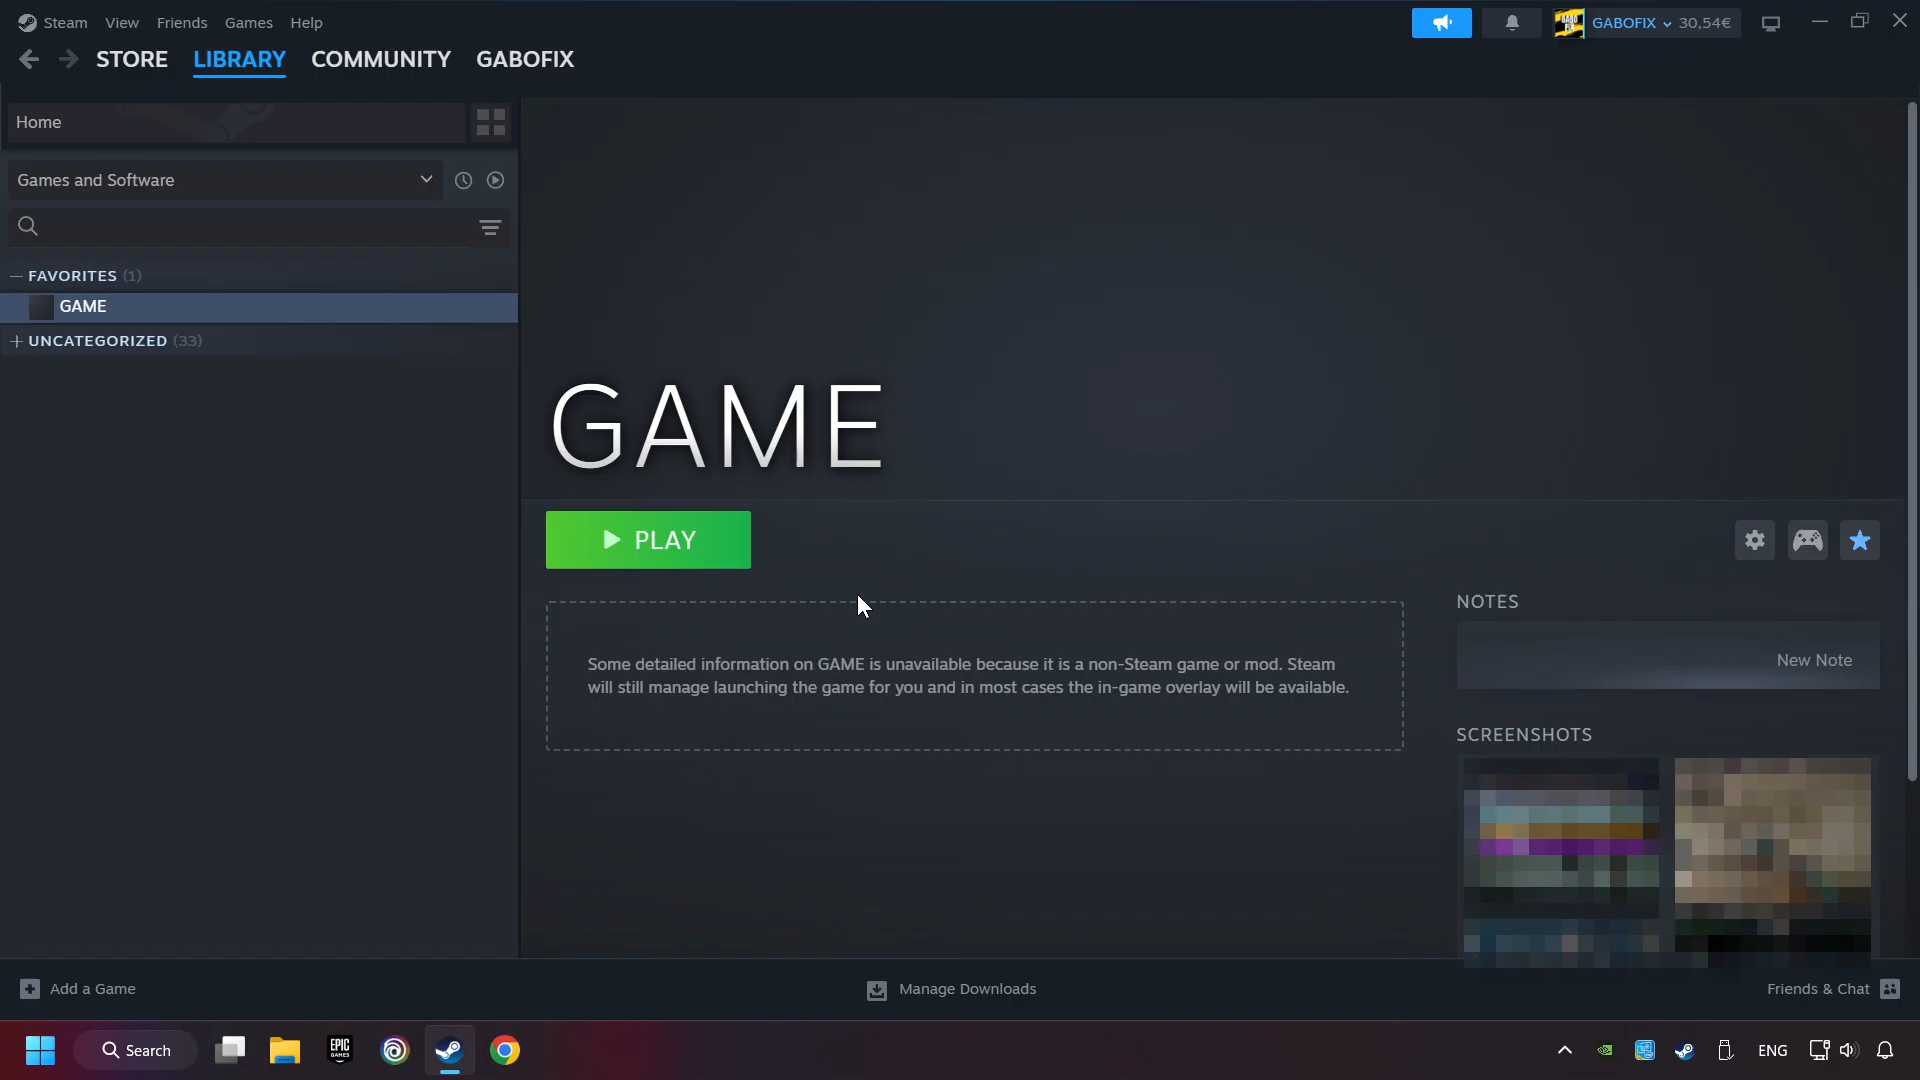 Steam View Friends Games Help
GABOFIX 30,54€
STORE LIBRARY COMMUNITY GABOFIX
Home
Games and Software
FAVORITES (1)
GAME
UNCATEGORIZED (33)
GAME
PLAY
Some detailed information on GAME is unavailable because it is a non-Steam game or mod. Steam
will still manage launching the game for you and in most cases the in-game overlay will be available.
NOTES
New Note
SCREENSHOTS
Add a Game
Manage Downloads
Friends & Chat
Search
EPIC
GAMES
ENG